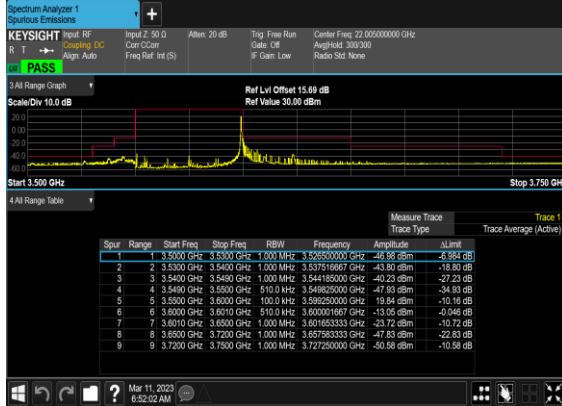 Spectrum Analyzer 1
Spurious Emissions
+
KEYSIGHT Input: RF Input Z: 50 Ω Atten: 20 dB Trig: Free Run Center Freq: 22.005000000 GHz
R T Coupling: DC Corr CCorr Gate: Off Avg|Hold: 300/300
Align: Auto Freq Ref: Int (S) IF Gain: Low Radio Std: None
PASS
3 All Range Graph
Ref Lvl Offset 15.69 dB
Scale/Div 10.0 dB Ref Value 30.00 dBm
20.0
0.00
-20.0
-40.0
-60.0
Start 3.500 GHz Stop 3.750 GH
4 All Range Table
Measure Trace Trace 1
Trace Type Trace Average (Active)
Spur Range Start Freq Stop Freq RBW Frequency Amplitude ΔLimit
1 1 3.5000 GHz 3.5300 GHz 1.000 MHz 3.526500000 GHz -46.98 dBm -6.984 dB
2 2 3.5300 GHz 3.5400 GHz 1.000 MHz 3.537516667 GHz -43.80 dBm -18.80 dB
3 3 3.5400 GHz 3.5490 GHz 1.000 MHz 3.544185000 GHz -40.23 dBm -27.23 dB
4 4 3.5490 GHz 3.5500 GHz 510.0 kHz 3.549825000 GHz -47.93 dBm -34.93 dB
5 5 3.5500 GHz 3.6000 GHz 100.0 kHz 3.599250000 GHz 19.84 dBm -10.16 dB
6 6 3.6000 GHz 3.6010 GHz 510.0 kHz 3.600001667 GHz -13.05 dBm -0.046 dB
7 7 3.6010 GHz 3.6500 GHz 1.000 MHz 3.601653333 GHz -23.72 dBm -10.72 dB
8 8 3.6500 GHz 3.7200 GHz 1.000 MHz 3.657583333 GHz -47.83 dBm -22.83 dB
9 9 3.7200 GHz 3.7500 GHz 1.000 MHz 3.727250000 GHz -50.58 dBm -10.58 dB
? Mar 11, 2023
6:52:02 AM